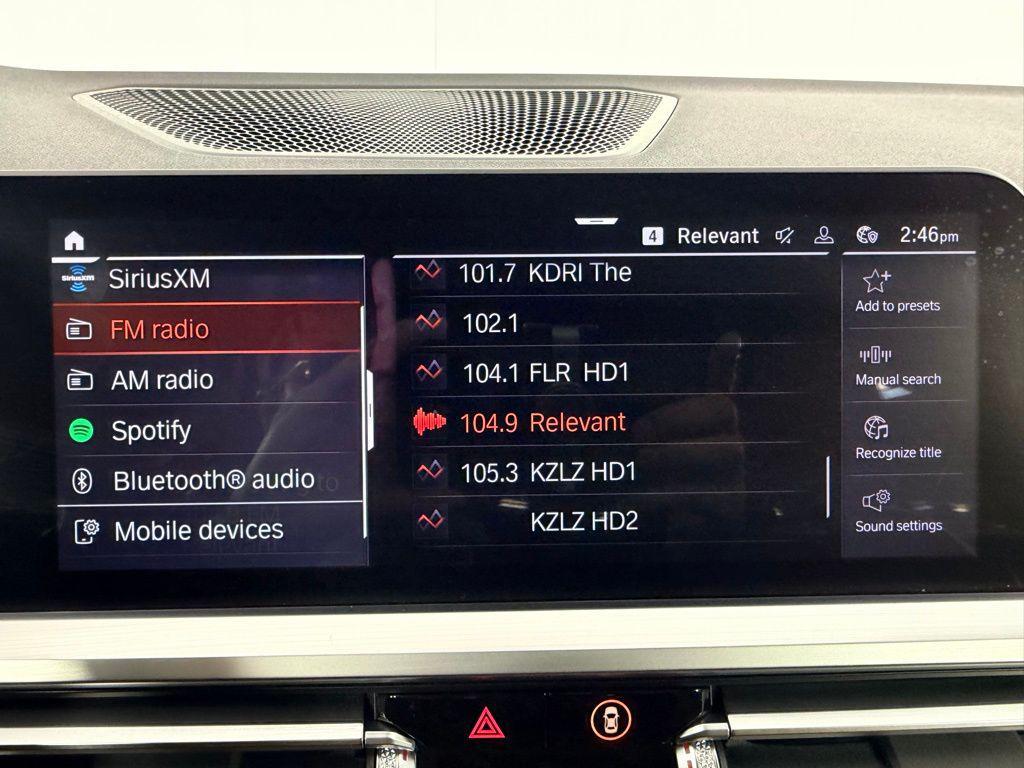 4 Relevant 2:46pm
SiriusXM SiriusXM
FM radio
AM radio
Spotify
Bluetooth® audio
Mobile devices
101.7 KDRI The
102.1
104.1 FLR HD1
104.9 Relevant
105.3 KZLZ HD1
KZLZ HD2
Add to presets
Manual search
Recognize title
Sound settings